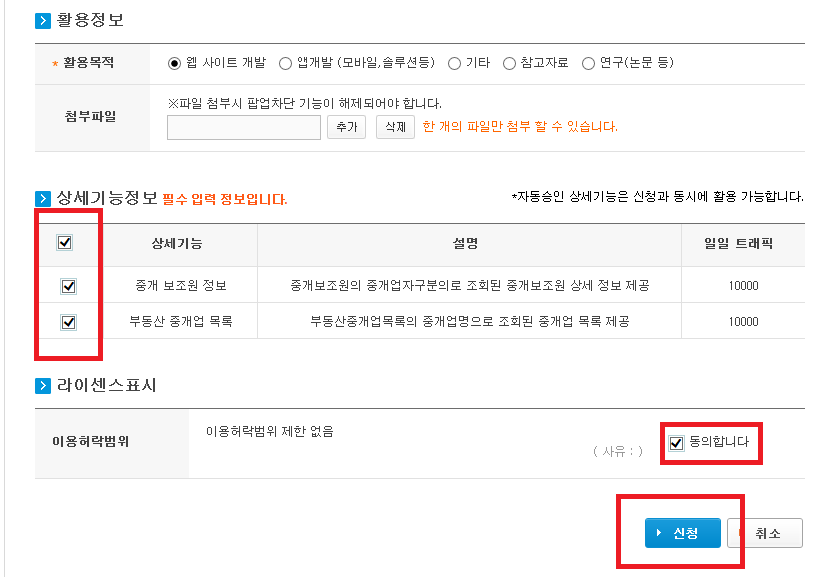 활용정보
* 활용목적 웹 사이트 개발 앱개발 (모바일,솔루션등) 기타 참고자료 연구(논문 등)
첨부파일 ※파일 첨부시 팝업차단 기능이 해제되어야 합니다.
추가 삭제 한 개의 파일만 첨부 할 수 있습니다.
상세기능정보 필수 입력 정보입니다. *자동승인 상세기능은 신청과 동시에 활용 가능합니다.
상세기능 설명 일일 트래픽
중개 보조원 정보 중개보조원의 중개업자구분의로 조회된 중개보조원 상세 정보 제공 10000
부동산 중개업 목록 부동산중개업목록의 중개업명으로 조회된 중개업 목록 제공 10000
라이센스표시
이용허락범위 이용허락범위 제한 없음
( 사유 : ) 동의합니다
신청 취소